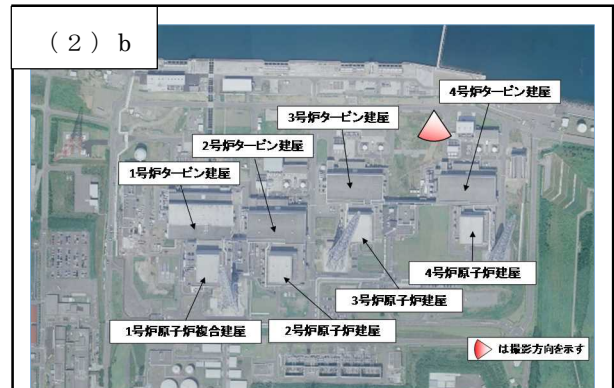 （２）ｂ
4号炉タービン建屋
3号炉タービン建屋
2号炉タービン建屋
1号炉タービン建屋
4号炉原子炉建屋
3号炉原子炉建屋
1号炉原子炉複合建屋
2号炉原子炉建屋
は撮影方向を示す